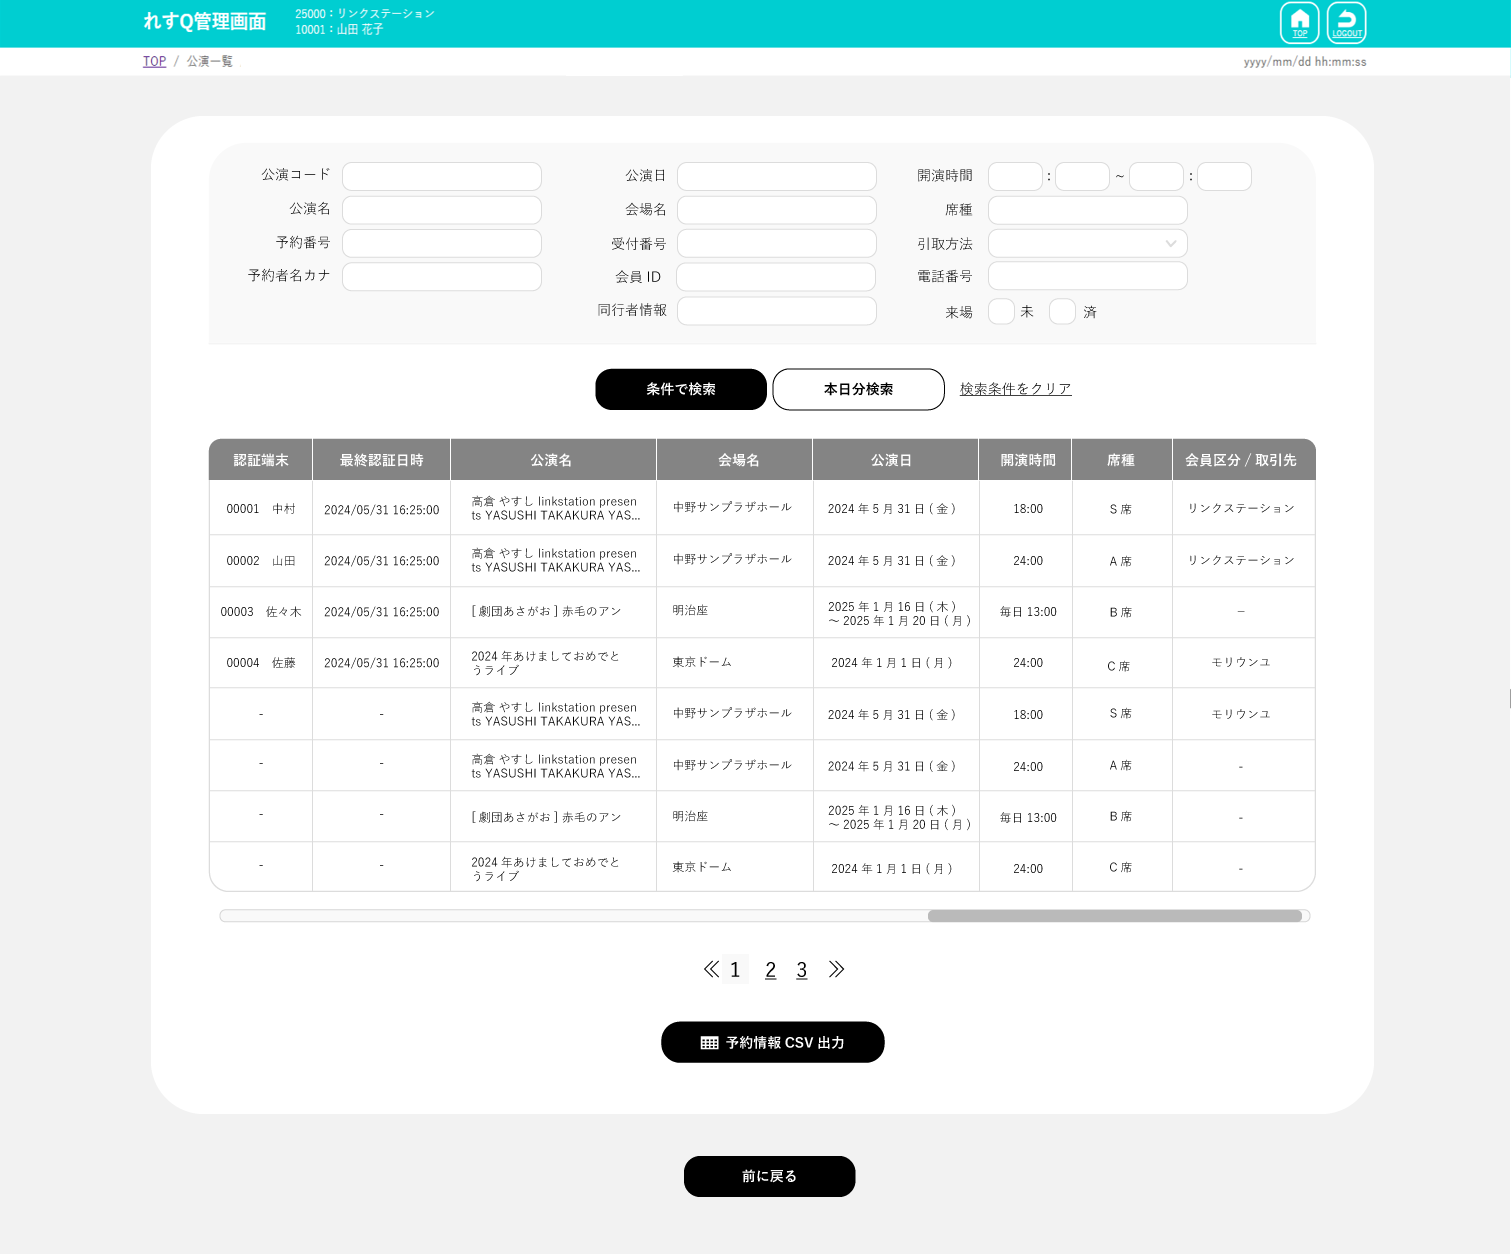 れすQ管理画面
25000：リンクステーション
10001：山田 花子
TOP
LOGOUT
TOP / 公演一覧
yyyy/mm/dd hh:mm:ss
公演コード
公演日
開演時間 : ~ :
公演名
会場名
席種
予約番号
受付番号
引取方法
予約者名カナ
会員 ID
電話番号
同行者情報
来場 未 済
条件で検索
本日分検索
検索条件をクリア
認証端末 最終認証日時 公演名 会場名 公演日 開演時間 席種 会員区分 / 取引先
00001 中村 2024/05/31 16:25:00 高倉 やすし linkstation presen
ts YASUSHI TAKAKURA YAS... 中野サンプラザホール 2024 年 5 月 31 日 ( 金 ) 18:00 S 席 リンクステーション
00002 山田 2024/05/31 16:25:00 高倉 やすし linkstation presen
ts YASUSHI TAKAKURA YAS... 中野サンプラザホール 2024 年 5 月 31 日 ( 金 ) 24:00 A 席 リンクステーション
00003 佐々木 2024/05/31 16:25:00 [ 劇団あさがお ] 赤毛のアン 明治座 2025 年 1 月 16 日 ( 木 )
～ 2025 年 1 月 20 日 ( 月 ) 毎日 13:00 B 席 −
00004 佐藤 2024/05/31 16:25:00 2024 年あけましておめでと
うライブ 東京ドーム 2024 年 1 月 1 日 ( 月 ) 24:00 C 席 モリウンユ
- - 高倉 やすし linkstation presen
ts YASUSHI TAKAKURA YAS... 中野サンプラザホール 2024 年 5 月 31 日 ( 金 ) 18:00 S 席 モリウンユ
- - 高倉 やすし linkstation presen
ts YASUSHI TAKAKURA YAS... 中野サンプラザホール 2024 年 5 月 31 日 ( 金 ) 24:00 A 席 -
- - [ 劇団あさがお ] 赤毛のアン 明治座 2025 年 1 月 16 日 ( 木 )
～ 2025 年 1 月 20 日 ( 月 ) 毎日 13:00 B 席 -
- - 2024 年あけましておめでと
うライブ 東京ドーム 2024 年 1 月 1 日 ( 月 ) 24:00 C 席 -
1 2 3
予約情報 CSV 出力
前に戻る